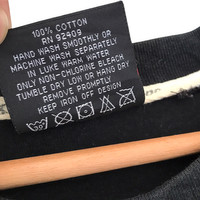 100% COTTON
RN 92409
HAND WASH SMOOTHLY OR
MACHINE WASH SEPARATELY
IN LUKE WARM WATER
ONLY NON-CHLORINE BLEACH
TUMBLE DRY LOW OR HANG DRY
REMOVE PROMPTLY
KEEP IRON OFF DESIGN